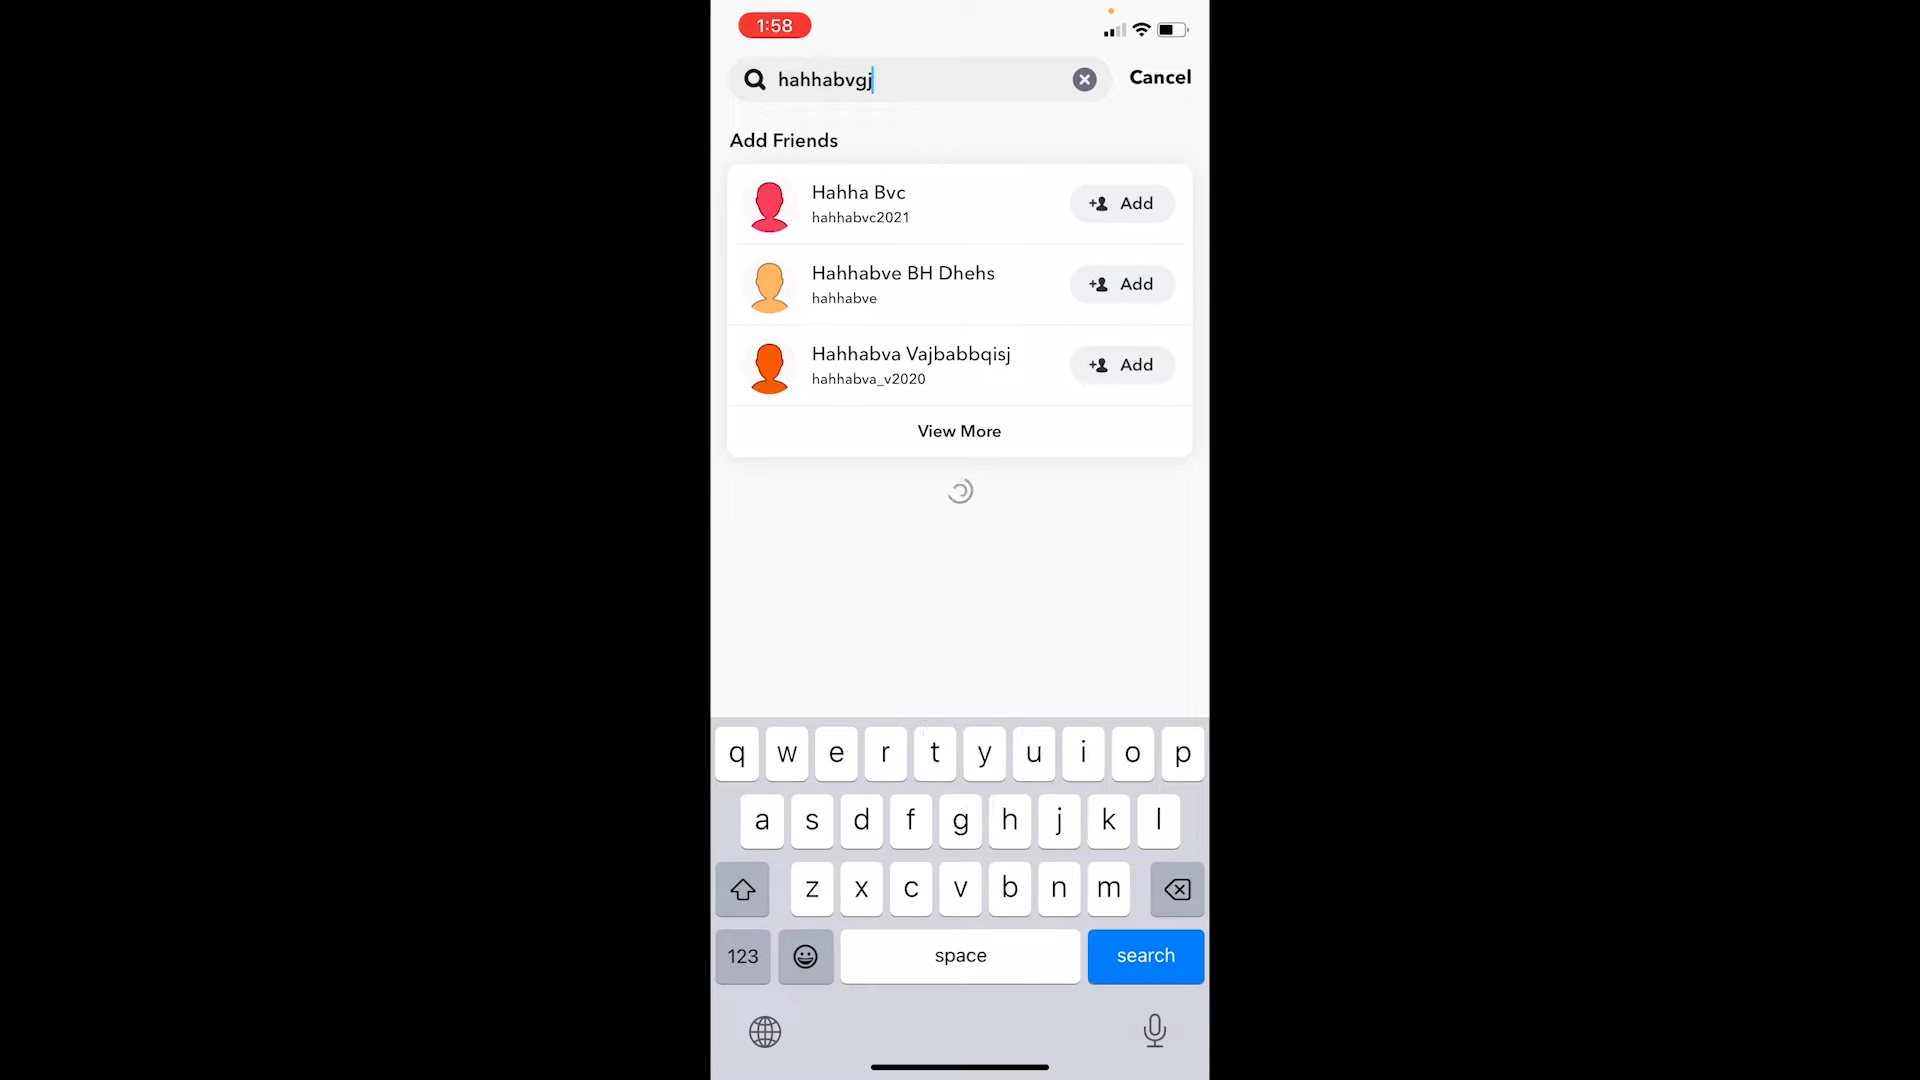 1:58
hahhabvgj
Cancel
Add Friends
Hahha Bvc
hahhabvc2021
Add
Hahhabve BH Dhehs
hahhabve
Add
Hahhabva Vajbabbqisj
hahhabva_v2020
Add
View More
q w e r t y u i o p
a s d f g h j k l
z x c v b n m
123 space search